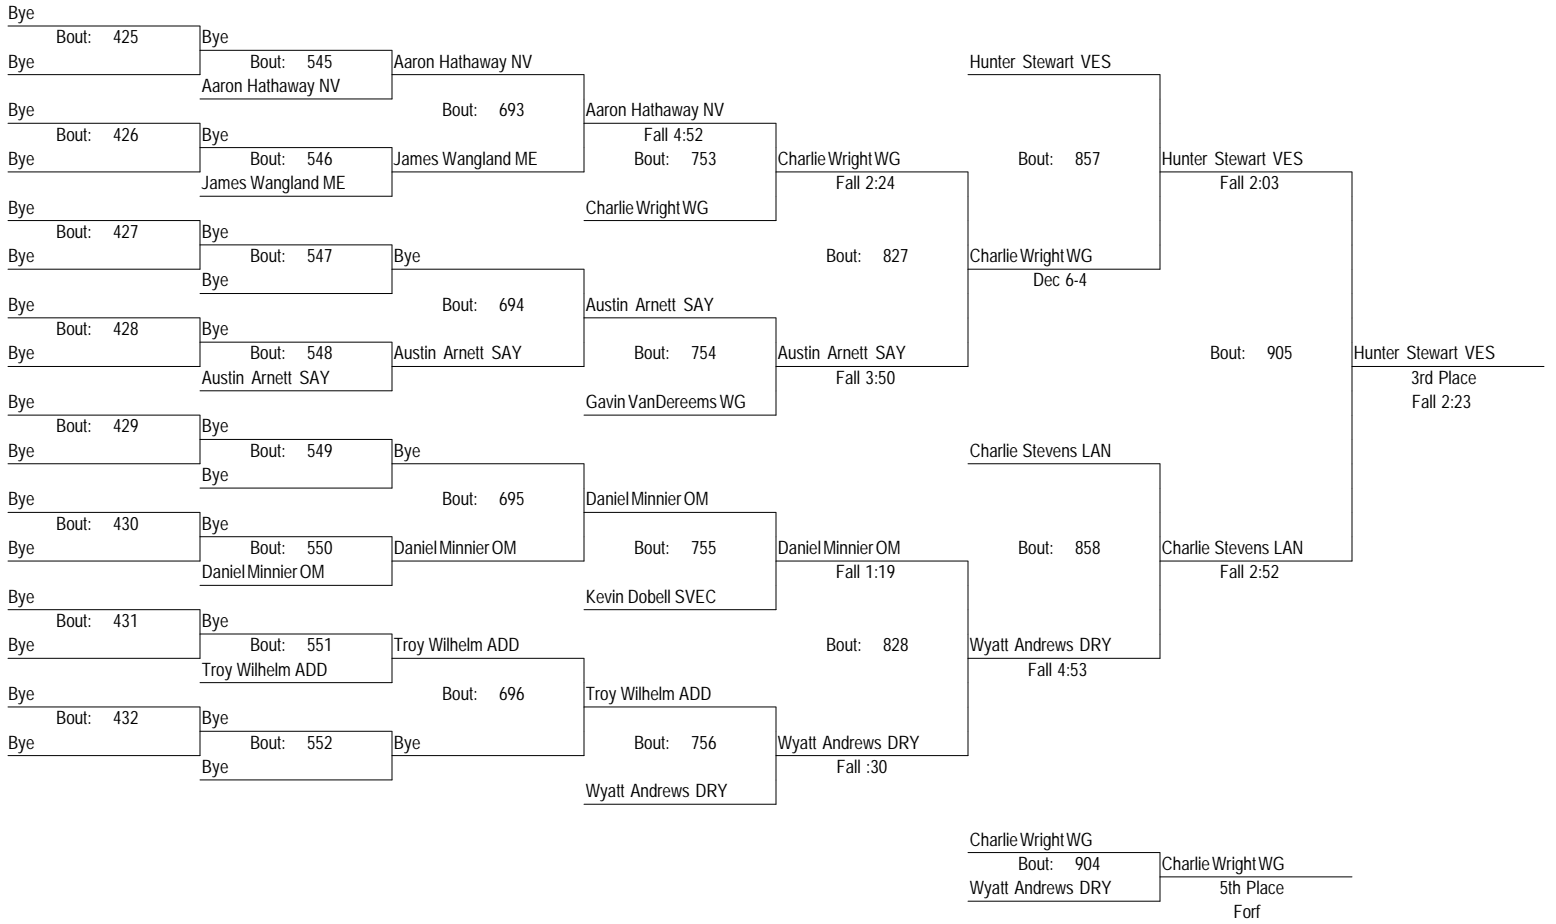 Bye
Bout: 425 Bye
Bye Bout: 545 Aaron Hathaway NV Hunter Stewart VES
Aaron Hathaway NV
Bye Bout: 693 Aaron Hathaway NV
Bout: 426 Bye Fall 4:52
Bye Bout: 546 James Wangland ME Bout: 753 Charlie Wright WG Bout: 857 Hunter Stewart VES
James Wangland ME Fall 2:24 Fall 2:03
Bye Charlie Wright WG
Bout: 427 Bye
Bye Bout: 547 Bye Bout: 827 Charlie Wright WG
Bye Dec 6-4
Bye Bout: 694 Austin Arnett SAY
Bout: 428 Bye
Bye Bout: 548 Austin Arnett SAY Bout: 754 Austin Arnett SAY Bout: 905 Hunter Stewart VES
Austin Arnett SAY Fall 3:50 3rd Place
Bye Gavin VanDereems WG Fall 2:23
Bout: 429 Bye
Bye Bout: 549 Bye Charlie Stevens LAN
Bye
Bye Bout: 695 Daniel Minnier OM
Bout: 430 Bye
Bye Bout: 550 Daniel Minnier OM Bout: 755 Daniel Minnier OM Bout: 858 Charlie Stevens LAN
Daniel Minnier OM Fall 1:19 Fall 2:52
Bye Kevin Dobell SVEC
Bout: 431 Bye
Bye Bout: 551 Troy Wilhelm ADD Bout: 828 Wyatt Andrews DRY
Troy Wilhelm ADD Fall 4:53
Bye Bout: 696 Troy Wilhelm ADD
Bout: 432 Bye
Bye Bout: 552 Bye Bout: 756 Wyatt Andrews DRY
Bye Fall :30
Wyatt Andrews DRY
Charlie Wright WG
Bout: 904 Charlie Wright WG
Wyatt Andrews DRY 5th Place
Forf